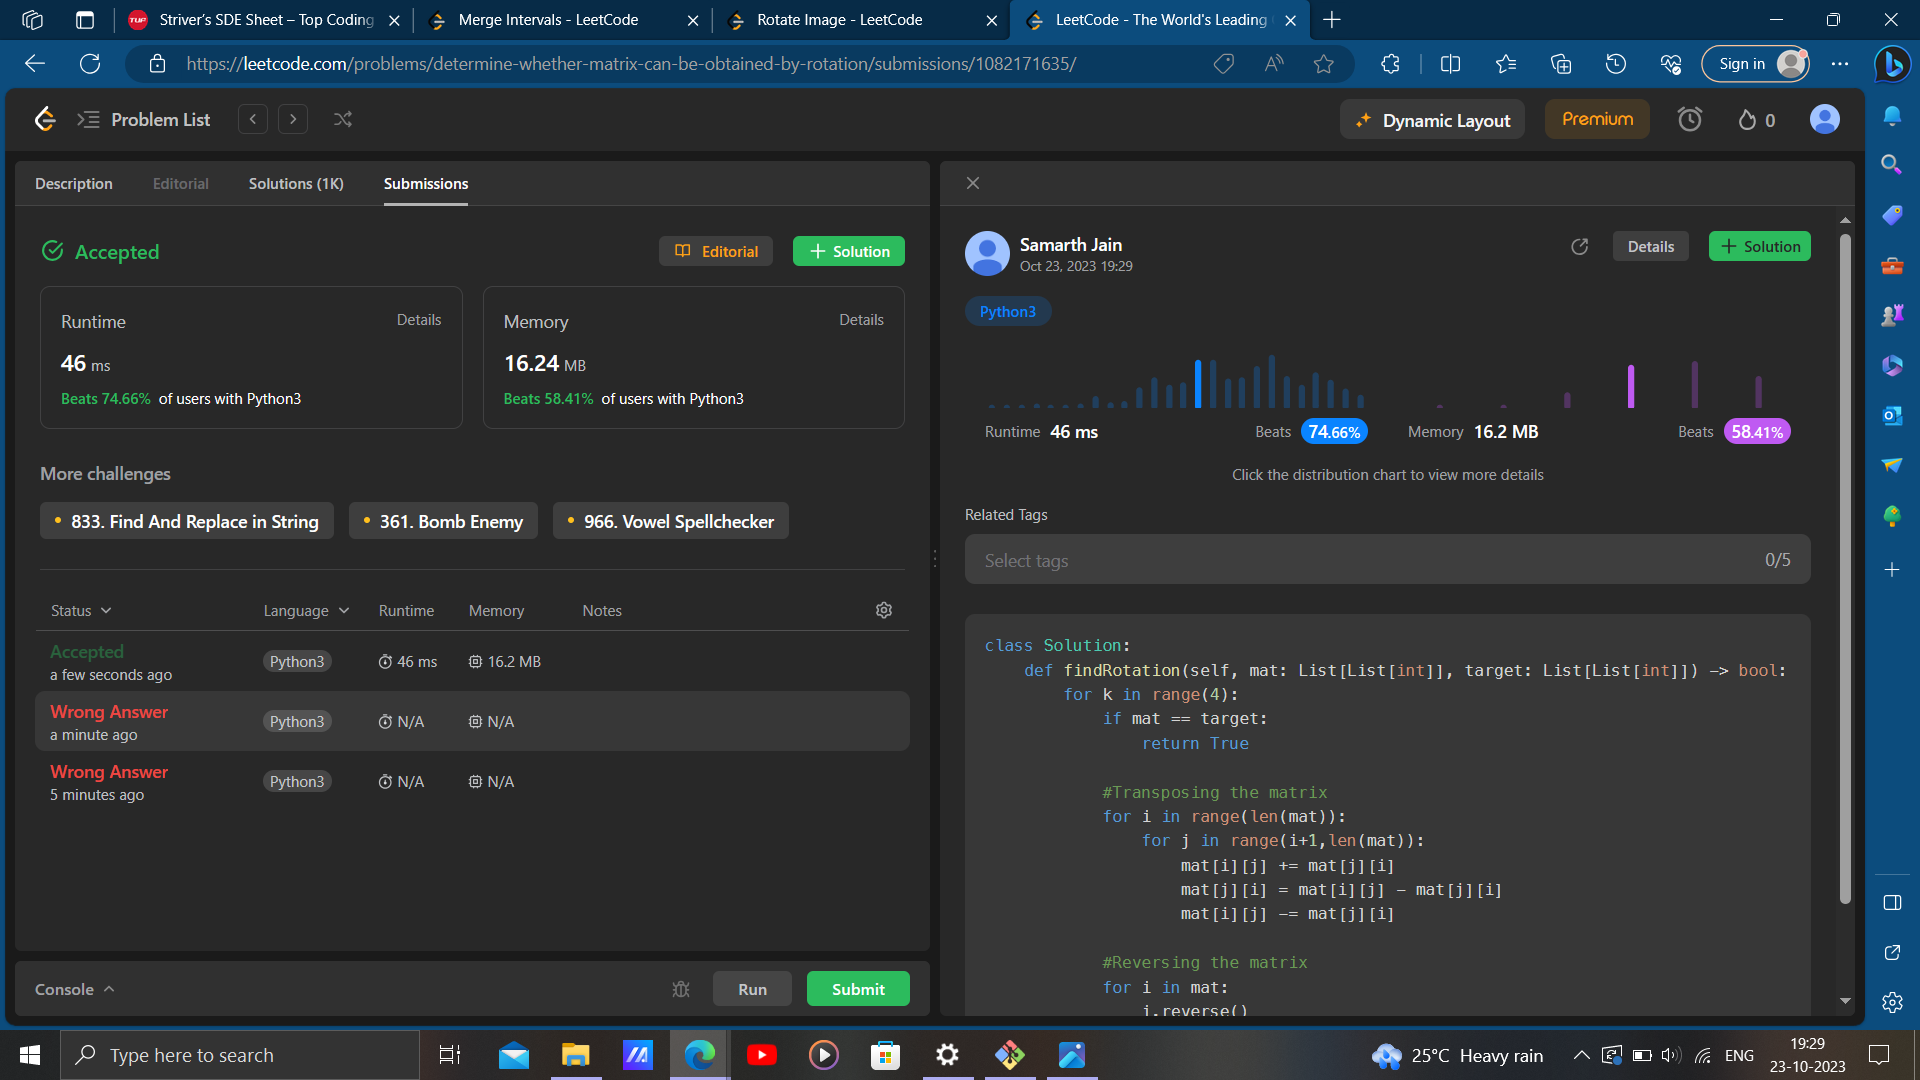 Striver's SDE Sheet – Top Coding
Merge Intervals - LeetCode
Rotate Image - LeetCode
LeetCode - The World's Leading
https://leetcode.com/problems/determine-whether-matrix-can-be-obtained-by-rotation/submissions/1082171635/
Sign in
Problem List
Dynamic Layout
Premium
0
Description
Editorial
Solutions (1K)
Submissions
Accepted
Editorial
Solution
Runtime
Details
46 ms
Beats 74.66% of users with Python3
Memory
Details
16.24 MB
Beats 58.41% of users with Python3
More challenges
833. Find And Replace in String
361. Bomb Enemy
966. Vowel Spellchecker
Status
Language
Runtime
Memory
Notes
Accepted
a few seconds ago
Python3
46 ms
16.2 MB
Wrong Answer
a minute ago
Python3
N/A
N/A
Wrong Answer
5 minutes ago
Python3
N/A
N/A
Console
Run
Submit
Samarth Jain
Oct 23, 2023 19:29
Details
Solution
Python3
Runtime 46 ms
Beats 74.66%
Memory 16.2 MB
Beats 58.41%
Click the distribution chart to view more details
Related Tags
Select tags
0/5
class Solution:
def findRotation(self, mat: List[List[int]], target: List[List[int]]) -> bool:
for k in range(4):
if mat == target:
return True
#Transposing the matrix
for i in range(len(mat)):
for j in range(i+1,len(mat)):
mat[i][j] += mat[j][i]
mat[j][i] = mat[i][j] - mat[j][i]
mat[i][j] -= mat[j][i]
#Reversing the matrix
for i in mat:
i.reverse()
Type here to search
25°C Heavy rain
ENG
19:29
23-10-2023